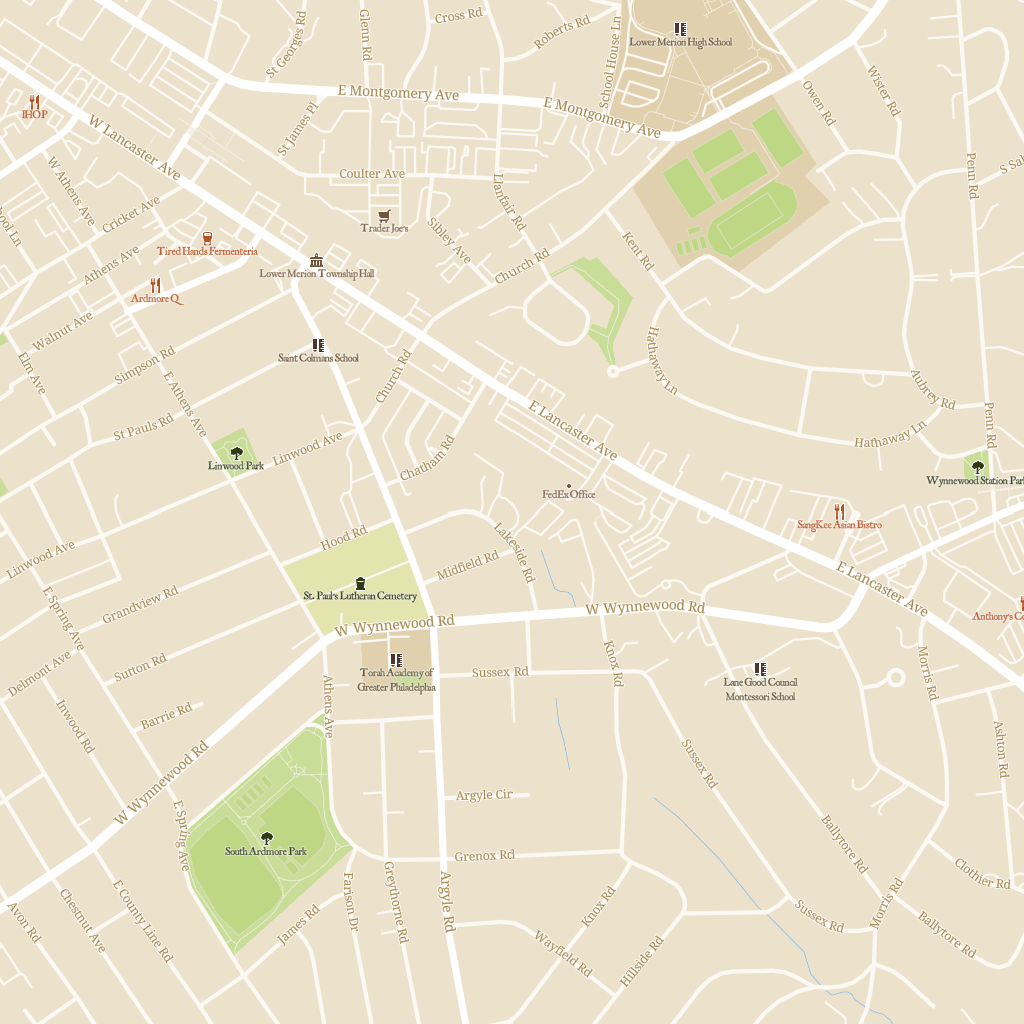 Cross Rd
Roberts Rd
St Georges Rd
Glenn Rd
School House Ln
Lower Merion High School
Wister Rd
Owen Rd
E Montgomery Ave
E Montgomery Ave
IHOP
W Lancaster Ave
St James Pl
Coulter Ave
Penn Rd
W Athens Ave
Llanfair Rd
Cricket Ave
Trader Joe's
Sibley Ave
Kent Rd
Tired Hands Fermenteria
Athens Ave
Church Rd
Lower Merion Township Hall
Ardmore Q
Walnut Ave
Saint Colmans School
Simpson Rd
Elm Ave
Church Rd
Hathaway Ln
Aubrey Rd
E Athens Ave
St Pauls Rd
E Lancaster Ave
Penn Rd
Hathaway Ln
Linwood Ave
Chatham Rd
Linwood Park
Wynnewood Station Park
FedEx Office
SangKee Asian Bistro
Hood Rd
Lakeside Rd
Linwood Ave
Midfield Rd
E Lancaster Ave
St. Paul's Lutheran Cemetery
Grandview Rd
E Spring Ave
W Wynnewood Rd
W Wynnewood Rd
Anthony's Co
Torah Academy of
Greater Philadelphia
Sussex Rd
Knox Rd
Lane Good Council
Montessori School
Morris Rd
Delmont Ave
Sutton Rd
Athens Ave
Inwood Rd
Barrie Rd
Ashton Rd
Sussex Rd
W Wynnewood Rd
Argyle Cir
E Spring Ave
South Ardmore Park
Ballytore Rd
Grenox Rd
Clothier Rd
Argyle Rd
Greythorne Rd
Farison Dr
James Rd
Knox Rd
Morris Rd
Sussex Rd
Ballytore Rd
Avon Rd
Chestnut Ave
E County Line Rd
Wayfield Rd
Hillside Rd